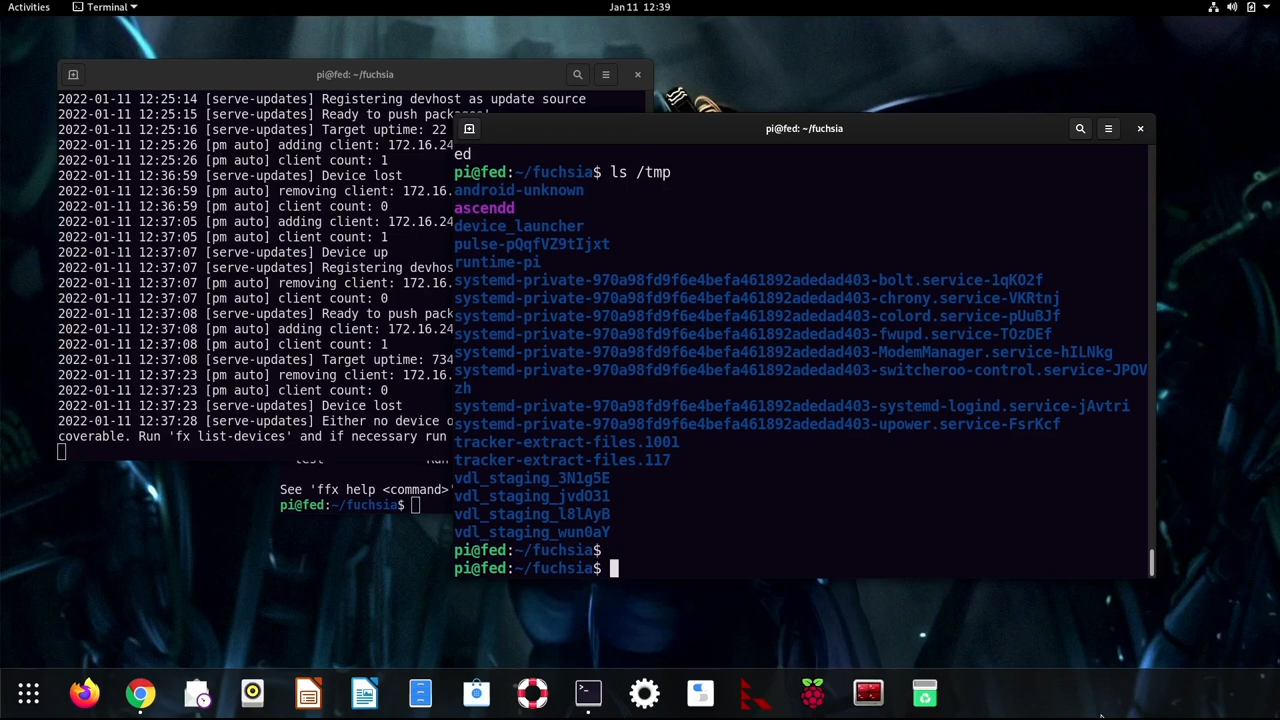 Activities
Terminal
Jan 11 12:39
pi@fed: ~/fuchsia
2022-01-11 12:25:14 [serve-updates] Registering devhost as update source
2022-01-11 12:25:15 [serve-updates] Ready to push packages!
2022-01-11 12:25:16 [serve-updates] Target uptime: 22
2022-01-11 12:25:26 [pm auto] adding client: 172.16.24
2022-01-11 12:25:26 [pm auto] client count: 1
2022-01-11 12:36:59 [serve-updates] Device lost
2022-01-11 12:36:59 [pm auto] removing client: 172.16.
2022-01-11 12:36:59 [pm auto] client count: 0
2022-01-11 12:37:05 [pm auto] adding client: 172.16.24
2022-01-11 12:37:05 [pm auto] client count: 1
2022-01-11 12:37:07 [serve-updates] Device up
2022-01-11 12:37:07 [serve-updates] Registering devhos
2022-01-11 12:37:07 [pm auto] removing client: 172.16.
2022-01-11 12:37:07 [pm auto] client count: 0
2022-01-11 12:37:08 [serve-updates] Ready to push pack
2022-01-11 12:37:08 [pm auto] adding client: 172.16.24
2022-01-11 12:37:08 [pm auto] client count: 1
2022-01-11 12:37:08 [serve-updates] Target uptime: 734
2022-01-11 12:37:23 [pm auto] removing client: 172.16.
2022-01-11 12:37:23 [pm auto] client count: 0
2022-01-11 12:37:23 [serve-updates] Device lost
2022-01-11 12:37:28 [serve-updates] Either no device o
coverable. Run 'fx list-devices' and if necessary run
See 'ffx help <command>'
pi@fed:~/fuchsia$
pi@fed: ~/fuchsia
ed
pi@fed:~/fuchsia$ ls /tmp
android-unknown
ascendd
device_launcher
pulse-pQqfVZ9tIjxt
runtime-pi
systemd-private-970a98fd9f6e4befa461892adedad403-bolt.service-1qKO2f
systemd-private-970a98fd9f6e4befa461892adedad403-chrony.service-VKRtnj
systemd-private-970a98fd9f6e4befa461892adedad403-colord.service-pUuBJf
systemd-private-970a98fd9f6e4befa461892adedad403-fwupd.service-TOzDEf
systemd-private-970a98fd9f6e4befa461892adedad403-ModemManager.service-hILNkg
systemd-private-970a98fd9f6e4befa461892adedad403-switcheroo-control.service-JPOV
zh
systemd-private-970a98fd9f6e4befa461892adedad403-systemd-logind.service-jAvtri
systemd-private-970a98fd9f6e4befa461892adedad403-upower.service-FsrKcf
tracker-extract-files.1001
tracker-extract-files.117
vdl_staging_3N1g5E
vdl_staging_jvdO31
vdl_staging_l8lAyB
vdl_staging_wun0aY
pi@fed:~/fuchsia$
pi@fed:~/fuchsia$